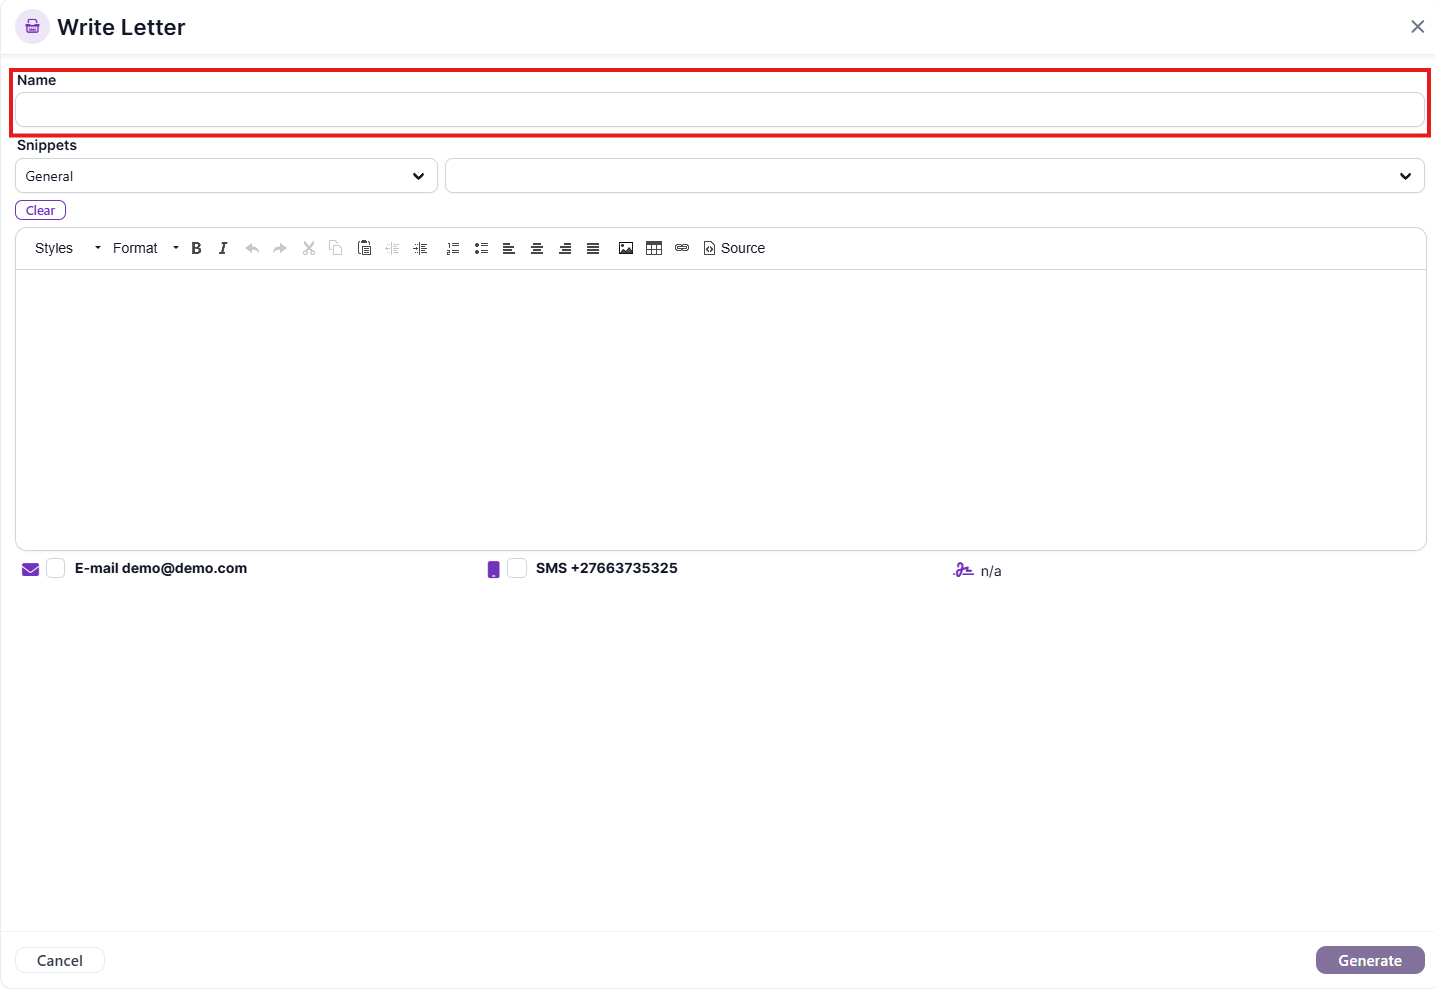 Write Letter
Name
Snippets
General
Clear
Styles Format B I Source
E-mail demo@demo.com SMS +27663735325 n/a
Cancel Generate